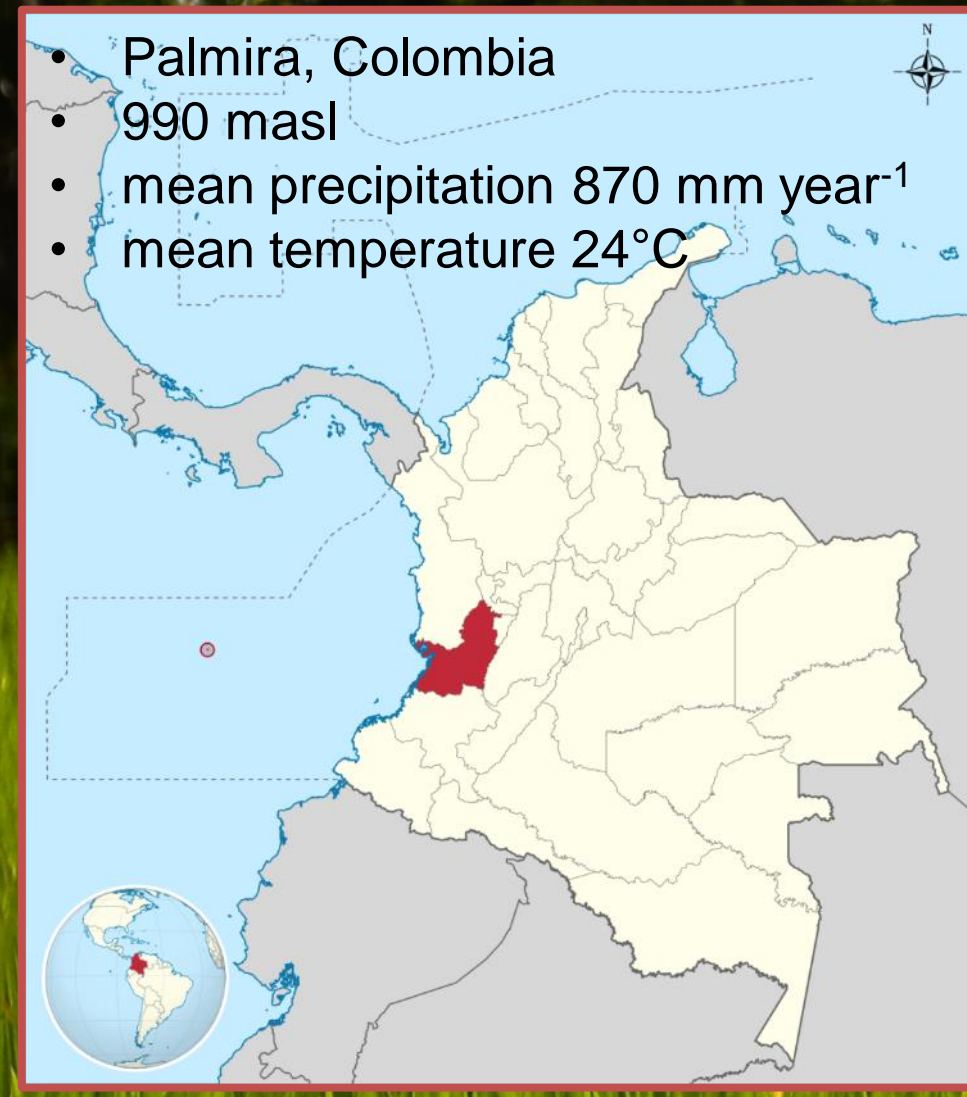 N
• Palmira, Colombia
• 990 masl
• mean precipitation 870 mm year-1
• mean temperature 24°C